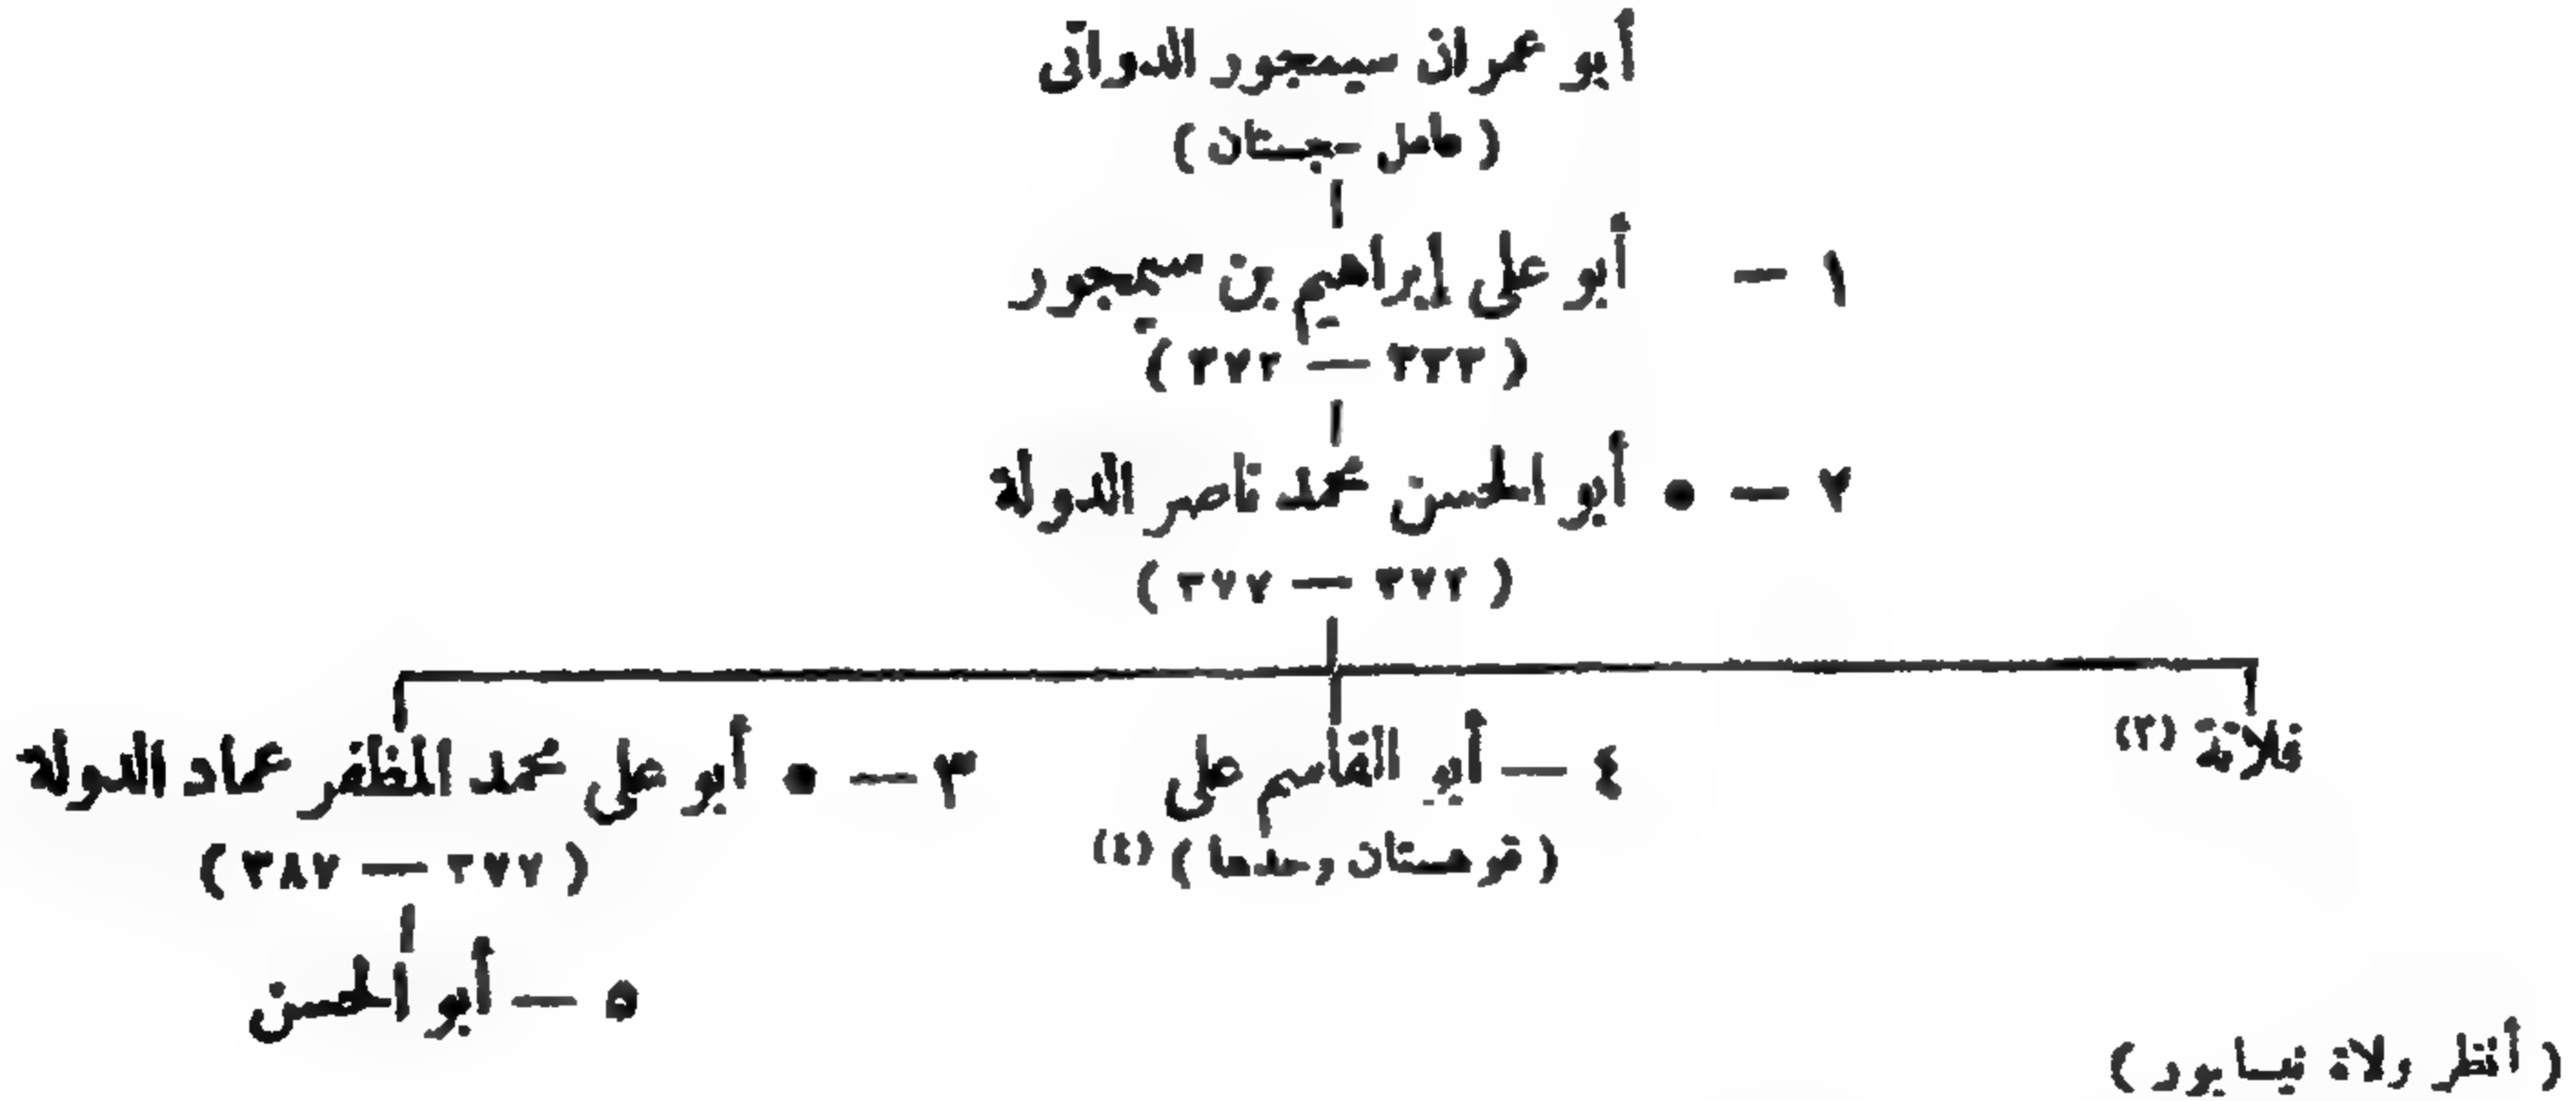 أبو عمران سيمجور الدواتى
( عامل سجستان )
١ — أبو على إبراهيم بن سيمجور
( ٣٣٣ — ٣٧٢ )
٢ — • أبو الحسن محمد ناصر الدولة
( ٣٧٢ — ٣٧٧ )
فلانة (٣)
٤ — أبو القاسم على
( قوهستان وحدها ) (٤)
٣ — • أبو على محمد المظفر عماد الدولة
( ٣٧٧ — ٣٨٧ )
٥ — أبو الحسن
( أنظر ولاة نيسابور )